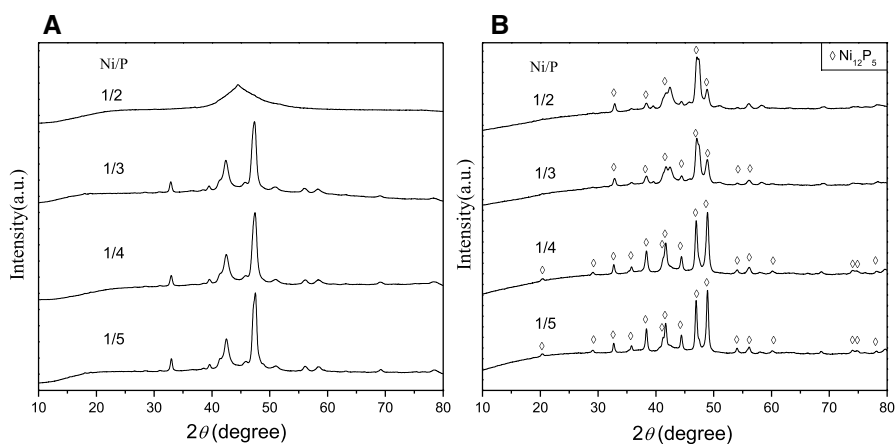 A
Ni/P
1/2
1/3
1/4
1/5
Intensity(a.u.)
10 20 30 40 50 60 70 80
2θ(degree)
B
◊ Ni12P5
Ni/P
1/2
1/3
1/4
1/5
Intensity(a.u.)
10 20 30 40 50 60 70 80
2θ(degree)